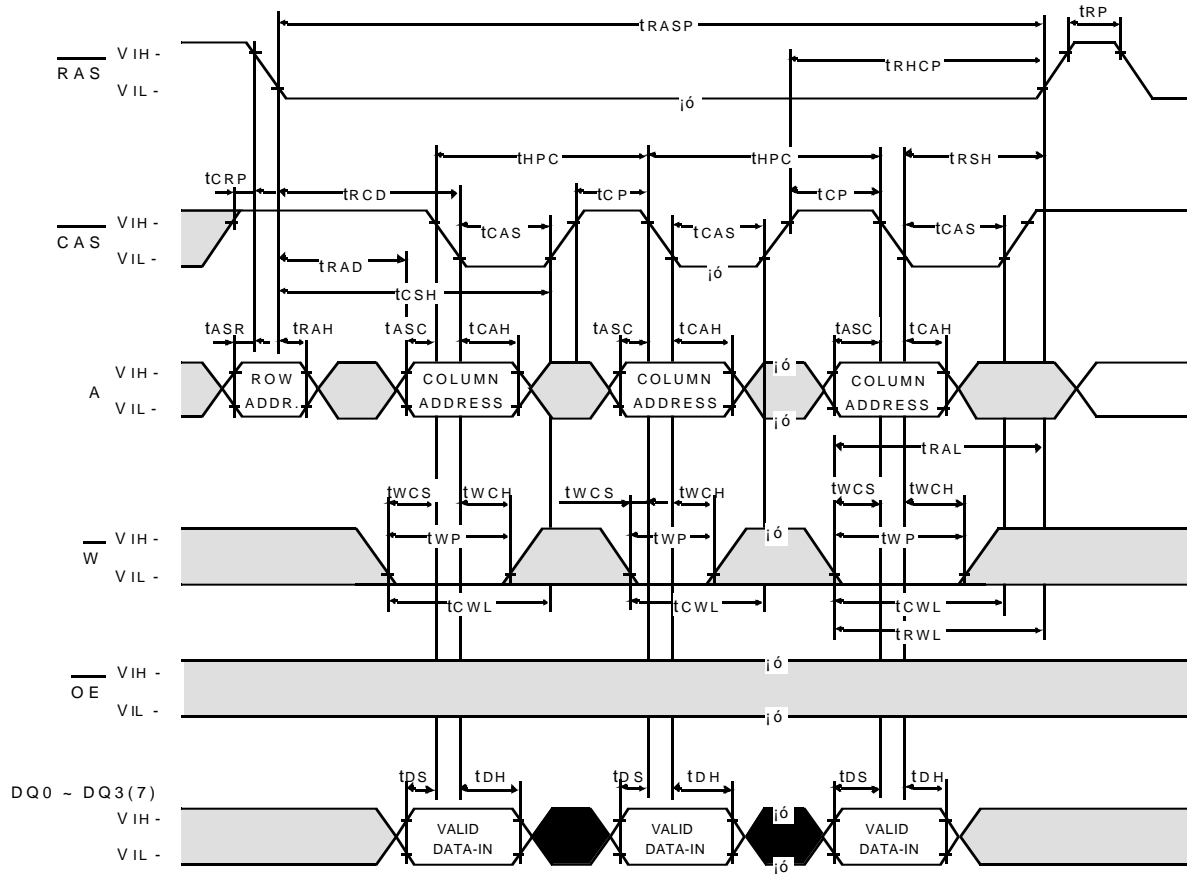 tRASP
tRP
RAS
VIH -
VIL -
tRHCP
¡ó
tHPC
tHPC
tRSH
tCRP
tRCD
tCP
tCP
CAS
VIH -
VIL -
tCAS
tCAS
tCAS
¡ó
tRAD
tCSH
tASR
tRAH
tASC
tCAH
tASC
tCAH
tASC
tCAH
A
VIH -
VIL -
ROW
ADDR.
COLUMN
ADDRESS
COLUMN
ADDRESS
¡ó
¡ó
COLUMN
ADDRESS
tRAL
tWCS
tWCH
tWCS
tWCH
tWCS
tWCH
W
VIH -
VIL -
tWP
tWP
¡ó
tWP
tCWL
tCWL
tCWL
tRWL
OE
VIH -
VIL -
¡ó
¡ó
tDS
tDH
tDS
tDH
tDS
tDH
DQ0 ~ DQ3(7)
VIH -
VIL -
VALID
DATA-IN
VALID
DATA-IN
¡ó
¡ó
VALID
DATA-IN